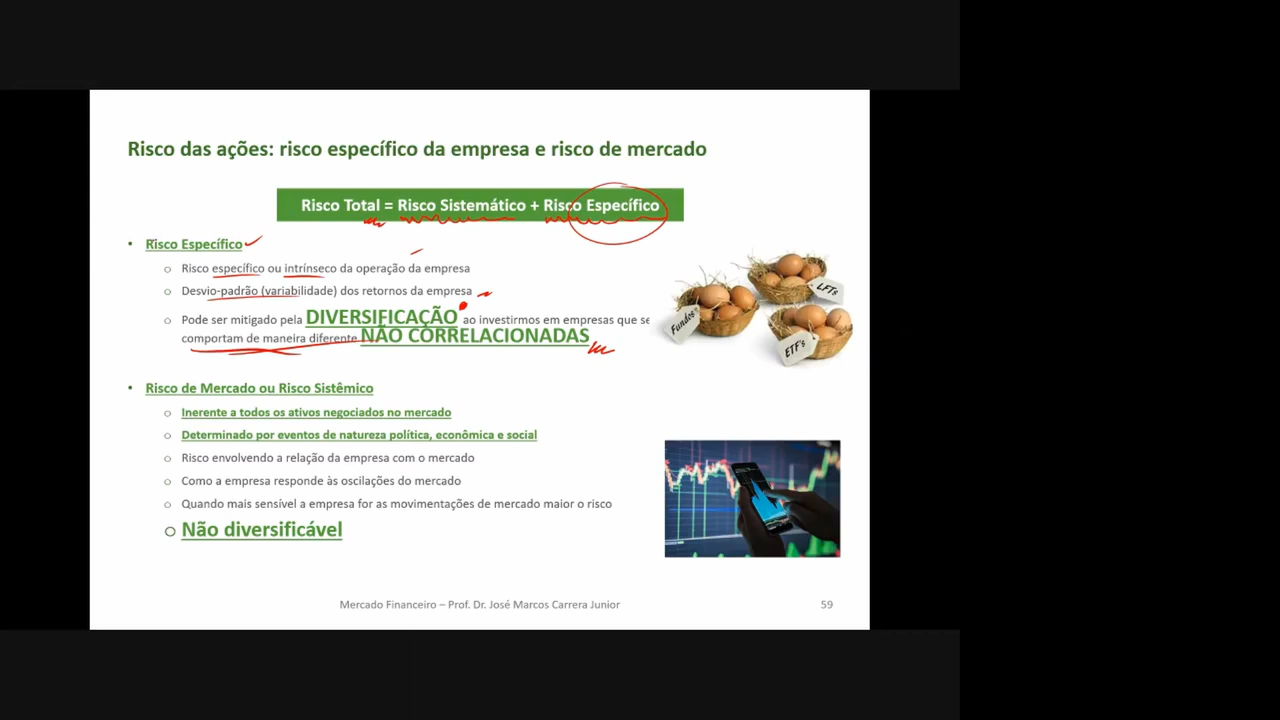 Risco das ações: risco específico da empresa e risco de mercado
Risco Total = Risco Sistemático + Risco Específico
• Risco Específico
o Risco específico ou intrínseco da operação da empresa
o Desvio-padrão (variabilidade) dos retornos da empresa
o Pode ser mitigado pela DIVERSIFICAÇÃO ao investirmos em empresas que se
comportam de maneira diferente NÃO CORRELACIONADAS
Fundos
LFTs
ETF's
• Risco de Mercado ou Risco Sistêmico
o Inerente a todos os ativos negociados no mercado
o Determinado por eventos de natureza política, econômica e social
o Risco envolvendo a relação da empresa com o mercado
o Como a empresa responde às oscilações do mercado
o Quando mais sensível a empresa for as movimentações de mercado maior o risco
o Não diversificável
Mercado Financeiro – Prof. Dr. José Marcos Carrera Junior
59